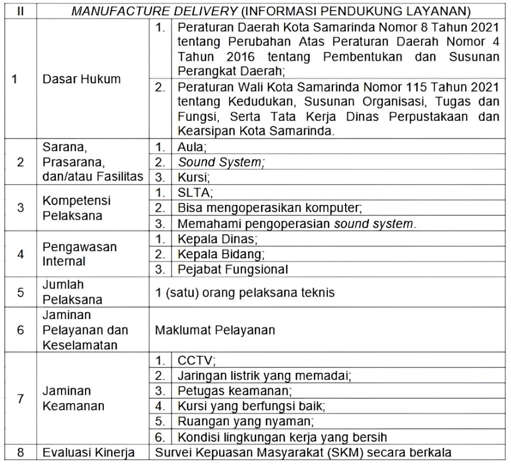 II MANUFACTURE DELIVERY (INFORMASI PENDUKUNG LAYANAN)
1 Dasar Hukum
1. Peraturan Daerah Kota Samarinda Nomor 8 Tahun 2021
tentang Perubahan Atas Peraturan Daerah Nomor 4
Tahun 2016 tentang Pembentukan dan Susunan
Perangkat Daerah;
2. Peraturan Wali Kota Samarinda Nomor 115 Tahun 2021
tentang Kedudukan, Susunan Organisasi, Tugas dan
Fungsi, Serta Tata Kerja Dinas Perpustakaan dan
Kearsipan Kota Samarinda.
2 Sarana,
Prasarana,
dan/atau Fasilitas
1. Aula;
2. Sound System;
3. Kursi;
3 Kompetensi
Pelaksana
1. SLTA;
2. Bisa mengoperasikan komputer;
3. Memahami pengoperasian sound system.
4 Pengawasan
Internal
1. Kepala Dinas;
2. Kepala Bidang;
3. Pejabat Fungsional
5 Jumlah
Pelaksana
1 (satu) orang pelaksana teknis
6 Jaminan
Pelayanan dan
Keselamatan
Maklumat Pelayanan
7 Jaminan
Keamanan
1. CCTV;
2. Jaringan listrik yang memadai;
3. Petugas keamanan;
4. Kursi yang berfungsi baik;
5. Ruangan yang nyaman;
6. Kondisi lingkungan kerja yang bersih
8 Evaluasi Kinerja Survei Kepuasan Masyarakat (SKM) secara berkala